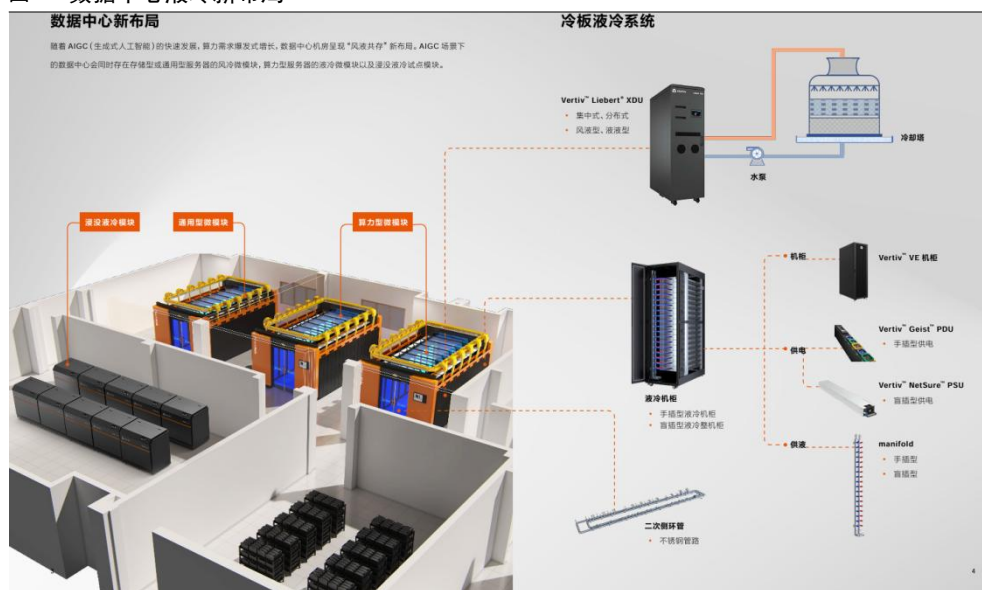 数据中心新布局
随着 AIGC(生成式人工智能)的快速发展,算力需求爆发式增长,数据中心机房呈现“风液共存”新布局。AIGC 场景下
的数据中心会同时存在存储型或通用型服务器的风冷微模块,算力型服务器的液冷微模块以及浸没液冷试点模块。
浸没液冷模块
通用型微模块
算力型微模块
冷板液冷系统
Vertiv™ Liebert® XDU
• 集中式、分布式
• 风液型、液液型
冷却塔
水泵
液冷机柜
• 手插型液冷机柜
• 盲插型液冷整机柜
机柜
Vertiv™ VE 机柜
供电
Vertiv™ Geist™ PDU
• 手插型供电
Vertiv™ NetSure™ PSU
• 盲插型供电
供液
manifold
• 手插型
• 盲插型
二次侧环管
• 不锈钢管路
4